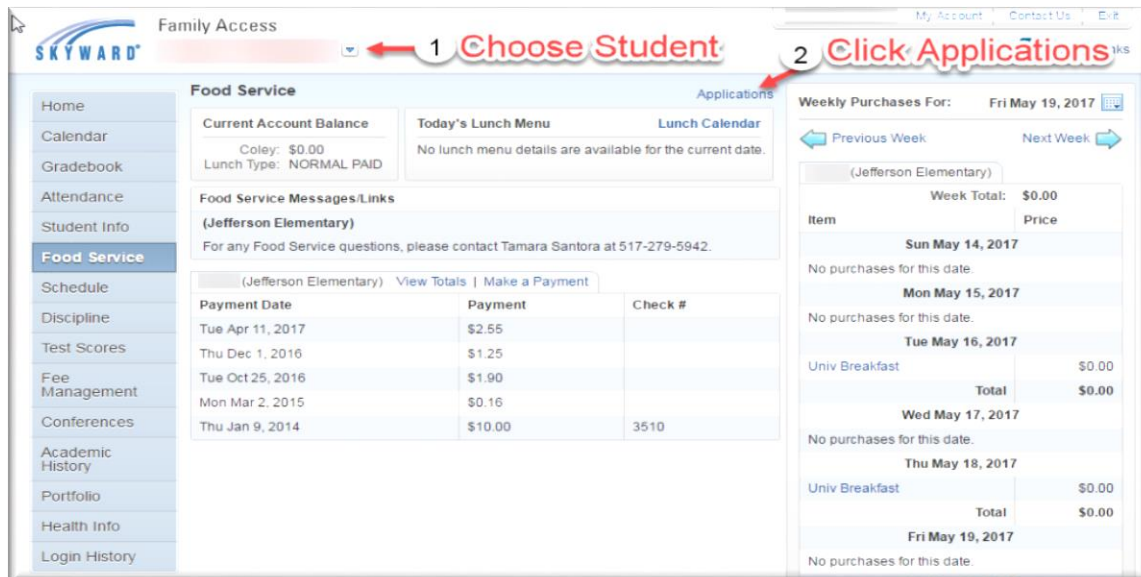 My Account Contact Us Exit
Family Access
SKYWARD
1 Choose Student
2 Click Applications
Home
Calendar
Gradebook
Attendance
Student Info
Food Service
Schedule
Discipline
Test Scores
Fee
Management
Conferences
Academic
History
Portfolio
Health Info
Login History
Food Service
Applications
Current Account Balance
Coley: $0.00
Lunch Type: NORMAL PAID
Today's Lunch Menu Lunch Calendar
No lunch menu details are available for the current date.
Food Service Messages/Links
(Jefferson Elementary)
For any Food Service questions, please contact Tamara Santora at 517-279-5942.
(Jefferson Elementary) View Totals | Make a Payment
Payment Date Payment Check #
Tue Apr 11, 2017 $2.55
Thu Dec 1, 2016 $1.25
Tue Oct 25, 2016 $1.90
Mon Mar 2, 2015 $0.16
Thu Jan 9, 2014 $10.00 3510
Weekly Purchases For: Fri May 19, 2017
Previous Week Next Week
(Jefferson Elementary)
Week Total: $0.00
Item Price
Sun May 14, 2017
No purchases for this date.
Mon May 15, 2017
No purchases for this date.
Tue May 16, 2017
Univ Breakfast $0.00
Total $0.00
Wed May 17, 2017
No purchases for this date.
Thu May 18, 2017
Univ Breakfast $0.00
Total $0.00
Fri May 19, 2017
No purchases for this date.